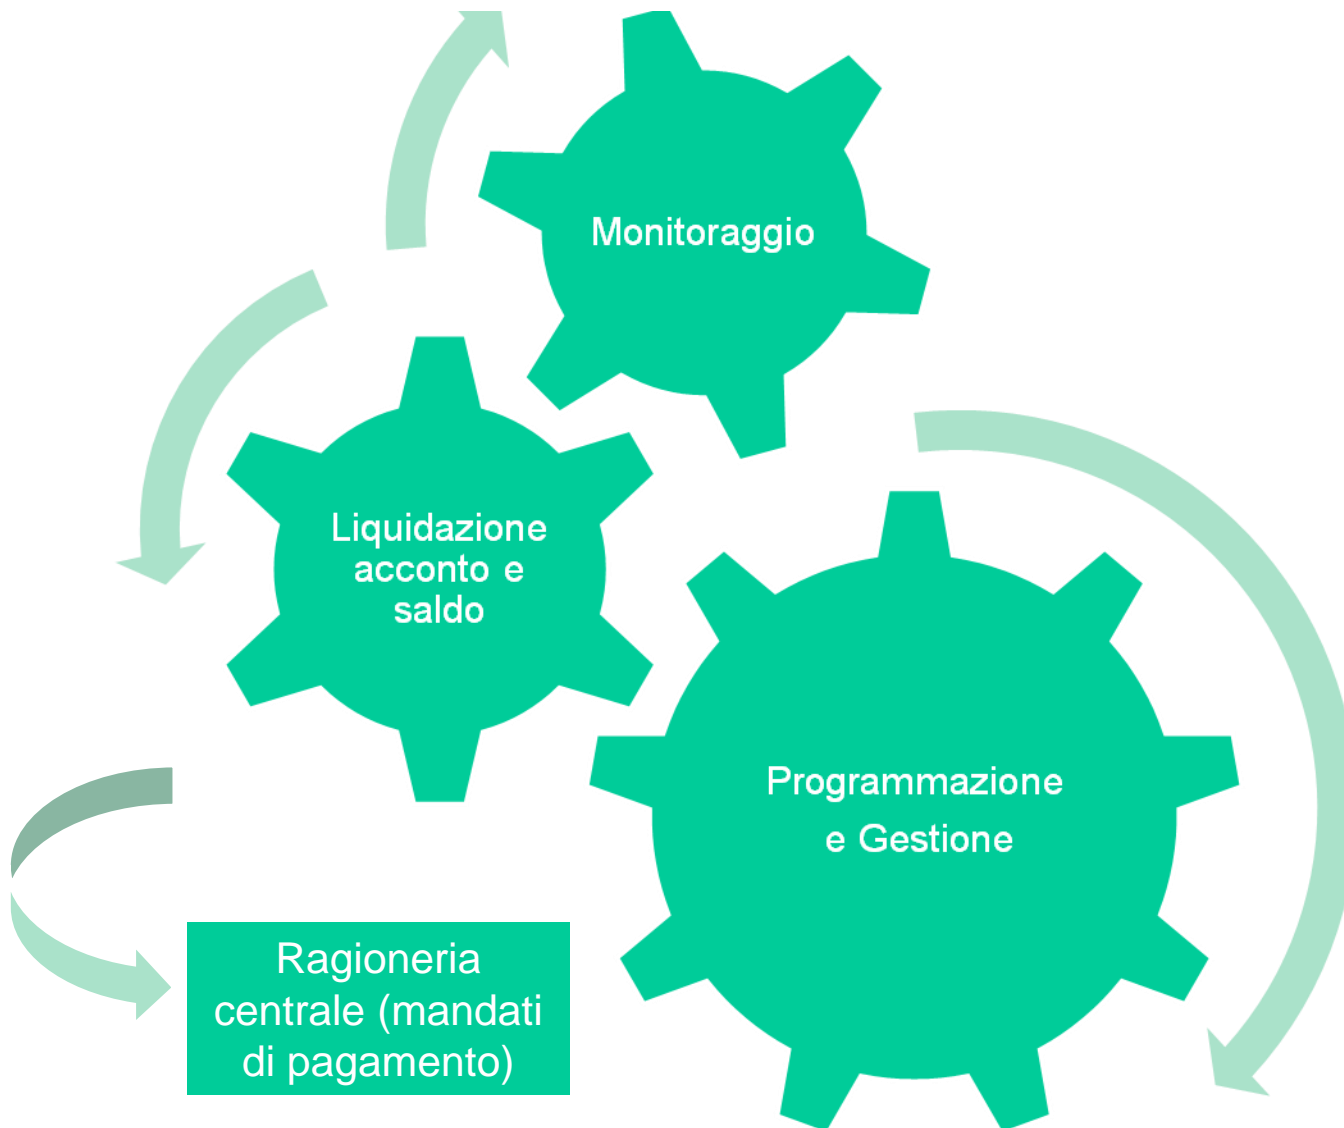 Monitoraggio
Liquidazione
acconto e
saldo
Programmazione
e Gestione
Ragioneria
centrale (mandati
di pagamento)